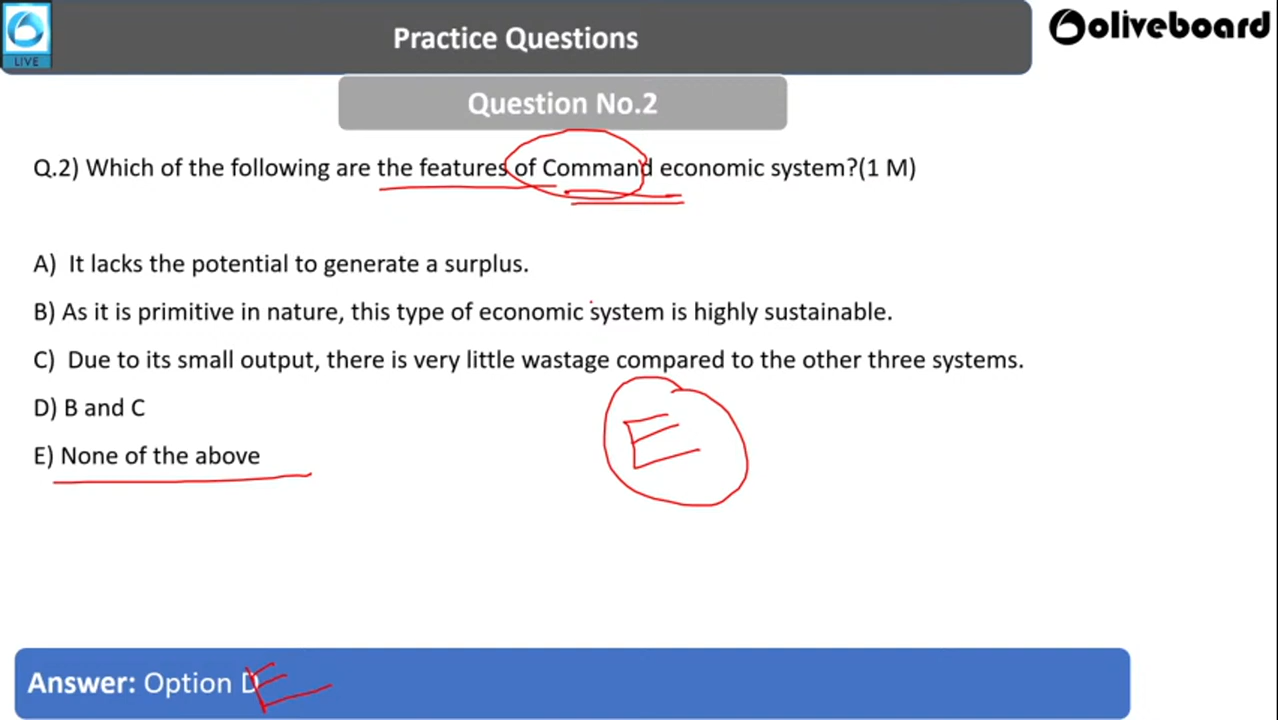 LIVE
Practice Questions
oliveboard
Question No.2
Q.2) Which of the following are the features of Command economic system?(1 M)
A) It lacks the potential to generate a surplus.
B) As it is primitive in nature, this type of economic system is highly sustainable.
C) Due to its small output, there is very little wastage compared to the other three systems.
D) B and C
E
E) None of the above
Answer: Option D E